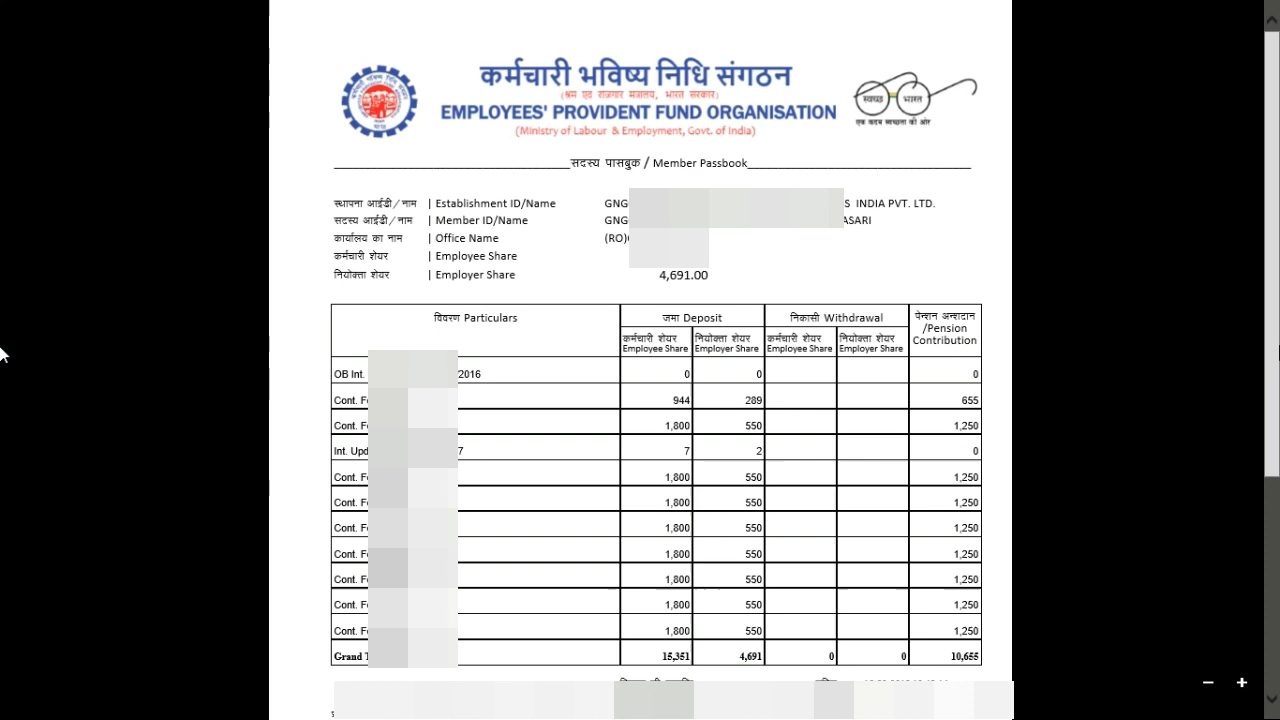 कर्मचारी भविष्य निधि संगठन
(श्रम एवं रोजगार मंत्रालय, भारत सरकार)
EMPLOYEES' PROVIDENT FUND ORGANISATION
(Ministry of Labour & Employment, Govt. of India)
स्वच्छ भारत
एक कदम स्वच्छता की ओर
सदस्य पासबुक / Member Passbook
स्थापना आईडी/नाम | Establishment ID/Name GNG S INDIA PVT. LTD.
सदस्य आईडी/नाम | Member ID/Name GNG ASARI
कार्यालय का नाम | Office Name (RO)
कर्मचारी शेयर | Employee Share
नियोक्ता शेयर | Employer Share 4,691.00
विवरण Particulars जमा Deposit निकासी Withdrawal पेन्शन अन्शदान /Pension Contribution
कर्मचारी शेयर Employee Share नियोक्ता शेयर Employer Share कर्मचारी शेयर Employee Share नियोक्ता शेयर Employer Share
OB Int. 2016 0 0 0
Cont. 944 289 655
Cont. 1,800 550 1,250
Int. Upd 7 7 2 0
Cont. 1,800 550 1,250
Cont. 1,800 550 1,250
Cont. 1,800 550 1,250
Cont. 1,800 550 1,250
Cont. 1,800 550 1,250
Cont. 1,800 550 1,250
Cont. 1,800 550 1,250
Grand 15,351 4,691 0 0 10,655